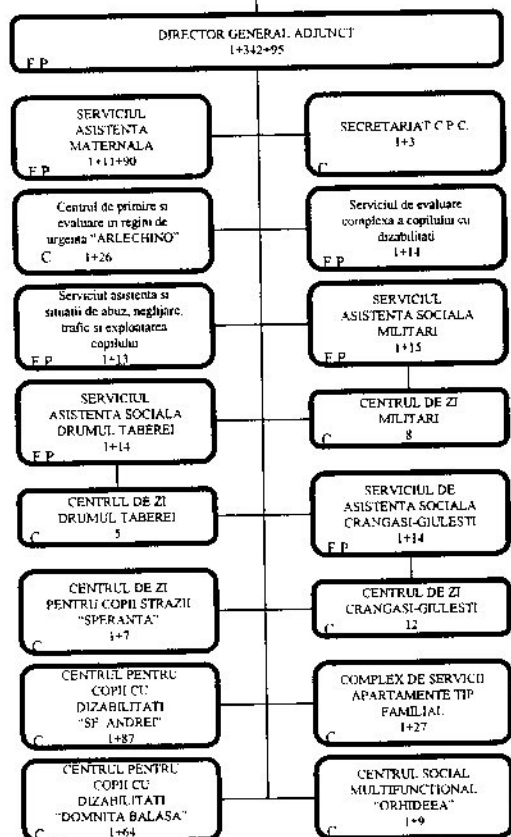 DIRECTOR GENERAL ADJUNCT
1+342+95
F P
SERVICIUL
ASISTENTA
MATERNALA
1+11+90
F P
SECRETARIAT C P C.
1+3
C
Centrul de primire si
evaluare in regim de
urgenta "ARLECHINO"
C 1+26
Serviciul de evaluare
complexa a copilului cu
dizabilitati
1+14
F P
Serviciul asistenta si
situatii de abuz, neglijare,
trafic si exploatarea
copilului
1+13
F P
SERVICIUL
ASISTENTA SOCIALA
MILITARI
1+15
F P
SERVICIUL
ASISTENTA SOCIALA
DRUMUL TABEREI
1+14
F P
CENTRUL DE ZI
MILITARI
8
C
CENTRUL DE ZI
DRUMUL TABEREI
5
C
SERVICIUL DE
ASISTENTA SOCIALA
CRANGASI-GIULESTI
1+14
F P
CENTRUL DE ZI
PENTRU COPII STRAZII
"SPERANTA"
1+7
C
CENTRUL DE ZI
CRANGASI-GIULESTI
12
C
CENTRUL PENTRU
COPII CU
DIZABILITATI
"SF ANDREI"
1+87
C
COMPLEX DE SERVICII
APARTAMENTE TIP
FAMILIAL
1+27
C
CENTRUL PENTRU
COPII CU
DIZABILITATI
"DOMNITA BALASA"
1+64
C
CENTRUL SOCIAL
MULTIFUNCTIONAL
"ORHIDEEA"
1+9
C